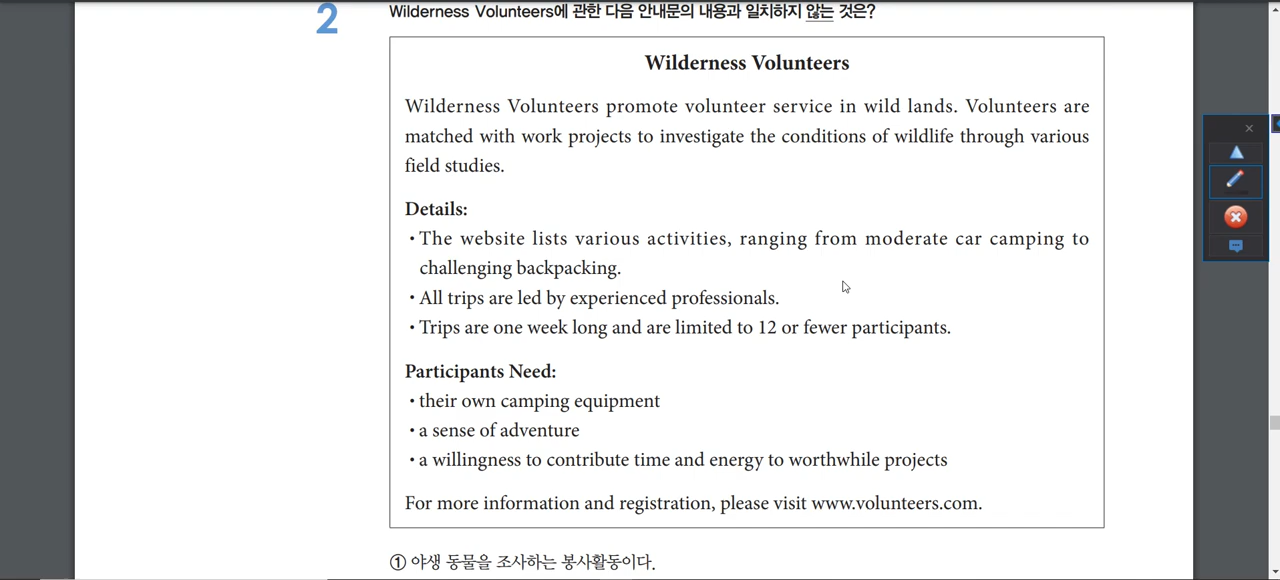 2
Wilderness Volunteers에 관한 다음 안내문의 내용과 일치하지 않는 것은?
Wilderness Volunteers
Wilderness Volunteers promote volunteer service in wild lands. Volunteers are
matched with work projects to investigate the conditions of wildlife through various
field studies.
Details:
• The website lists various activities, ranging from moderate car camping to
challenging backpacking.
• All trips are led by experienced professionals.
• Trips are one week long and are limited to 12 or fewer participants.
Participants Need:
• their own camping equipment
• a sense of adventure
• a willingness to contribute time and energy to worthwhile projects
For more information and registration, please visit www.volunteers.com.
① 야생 동물을 조사하는 봉사활동이다.